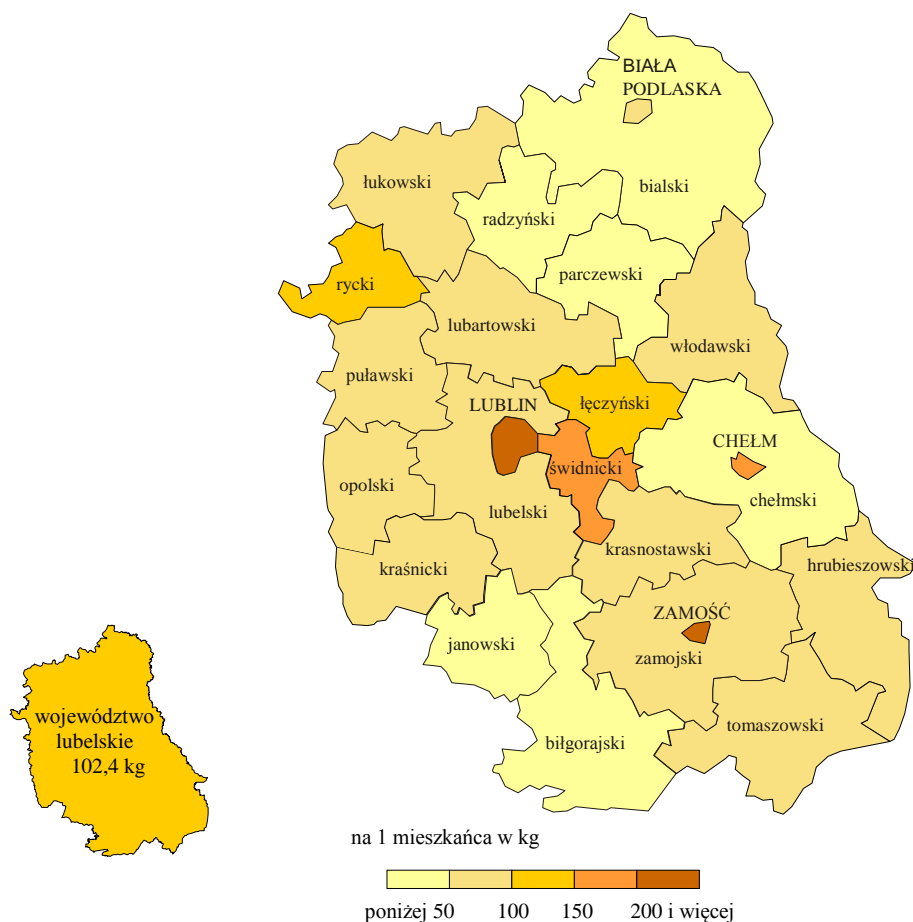 BIAŁA
PODLASKA
łukowski
bialski
radzyński
parczewski
rycki
lubartowski
włodawski
puławski
LUBLIN
łęczyński
CHEŁM
świdnicki
opolski
chełmski
lubelski
krasnostawski
hrubieszowski
kraśnicki
ZAMOŚĆ
janowski
zamojski
tomaszowski
biłgorajski
województwo
lubelskie
102,4 kg
na 1 mieszkańca w kg
poniżej 50 100 150 200 i więcej